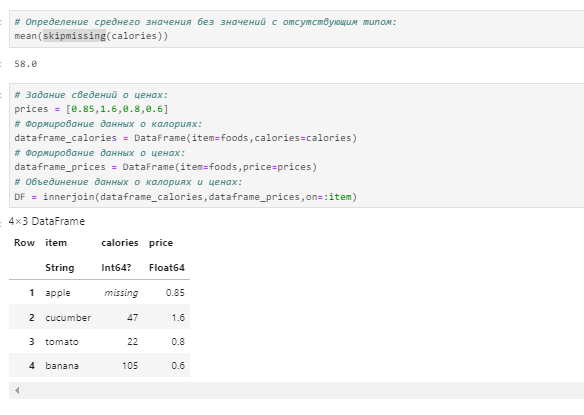 # Определение среднего значения без значений с отсутствующим типом:
mean(skipmissing(calories))
58.0
# Задание сведений о ценах:
prices = [0.85,1.6,0.8,0.6]
# Формирование данных о калориях:
dataframe_calories = DataFrame(item=foods,calories=calories)
# Формирование данных о ценах:
dataframe_prices = DataFrame(item=foods,price=prices)
# Объединение данных о калориях и ценах:
DF = innerjoin(dataframe_calories,dataframe_prices,on=:item)
4×3 DataFrame
Row item calories price
String Int64? Float64
1 apple missing 0.85
2 cucumber 47 1.6
3 tomato 22 0.8
4 banana 105 0.6